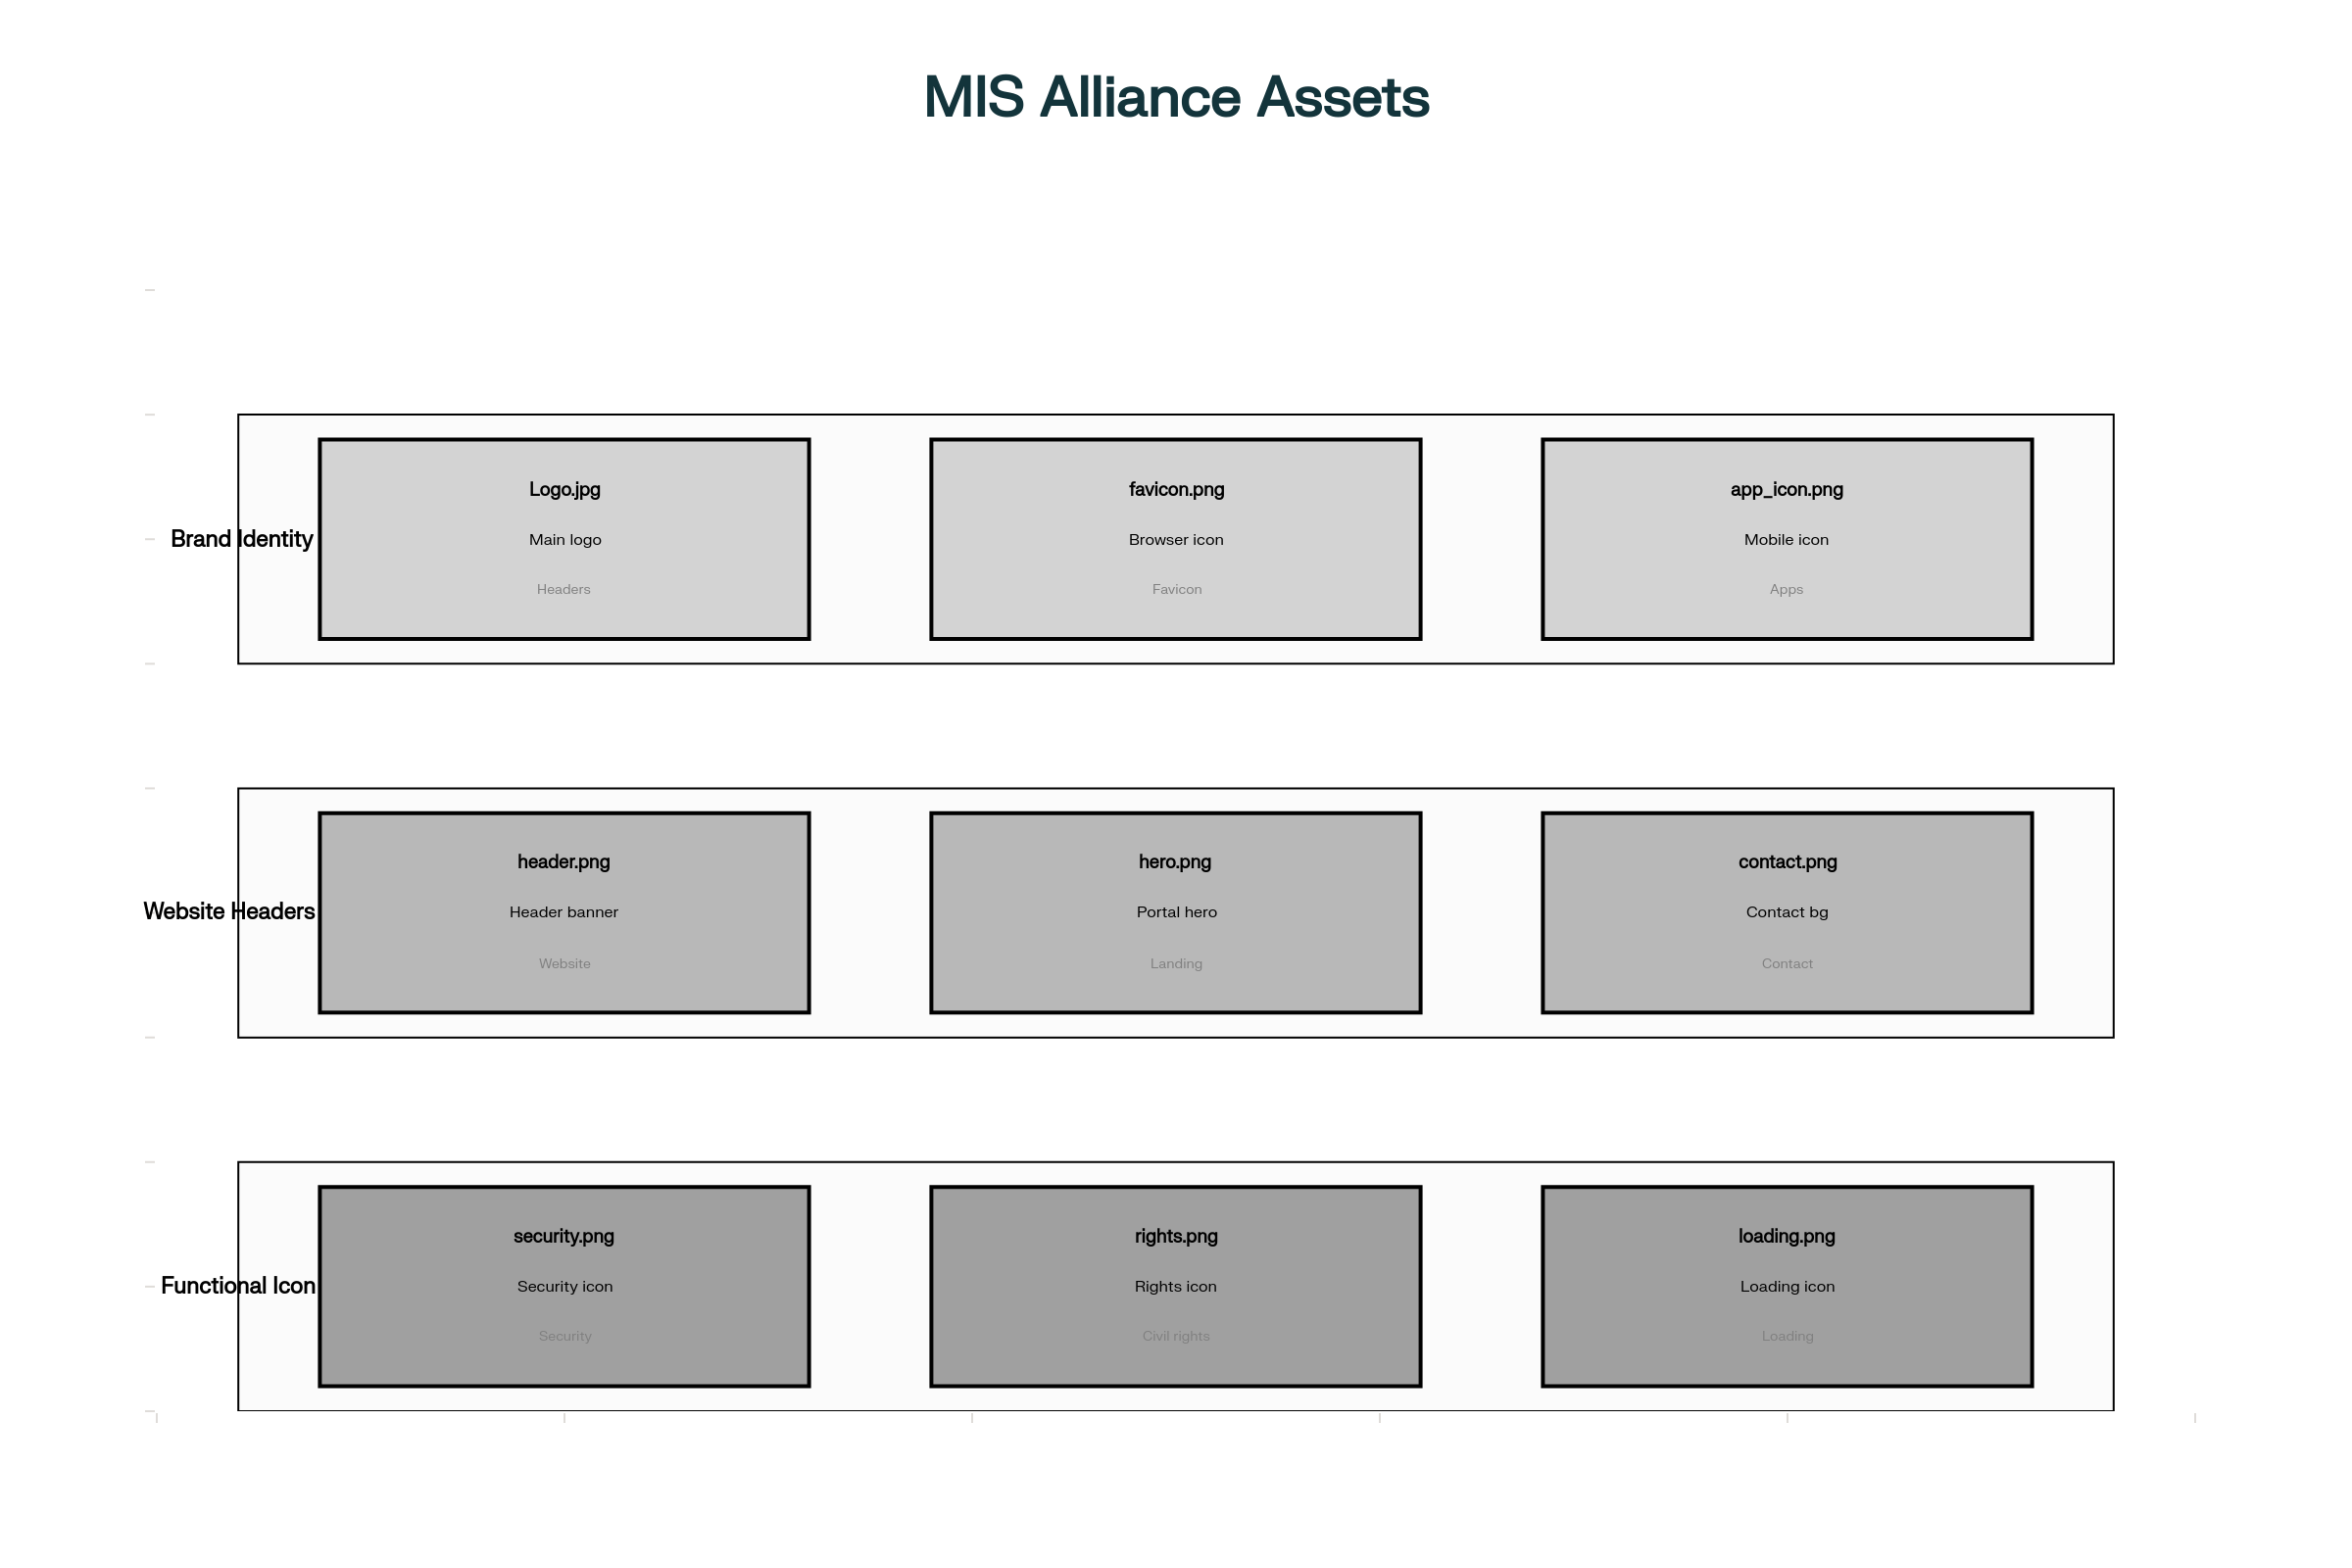 MIS Alliance Assets
Brand Identity
Logo.jpg
Main logo
Headers
favicon.png
Browser icon
Favicon
app_icon.png
Mobile icon
Apps
Website Headers
header.png
Header banner
Website
hero.png
Portal hero
Landing
contact.png
Contact bg
Contact
Functional Icon
security.png
Security icon
Security
rights.png
Rights icon
Civil rights
loading.png
Loading icon
Loading